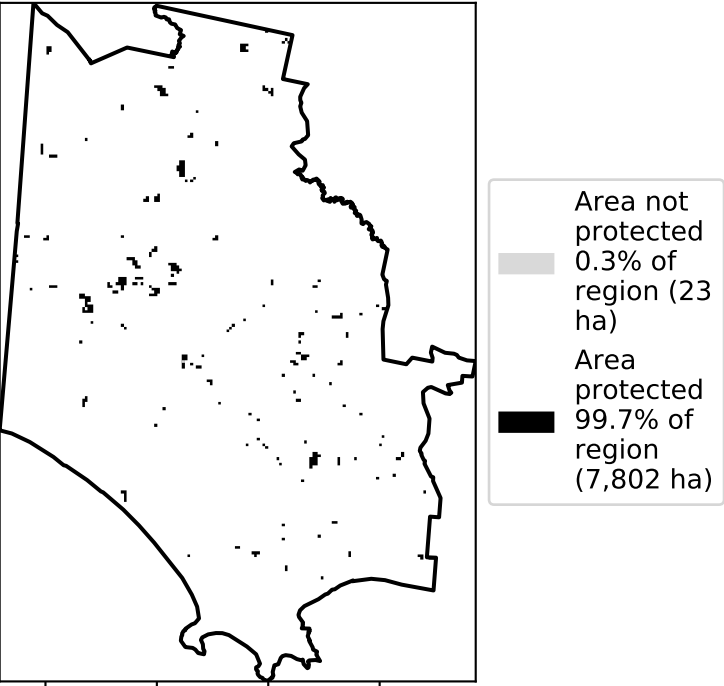 Area not
protected
0.3% of
region (23
ha)
Area
protected
99.7% of
region
(7,802 ha)